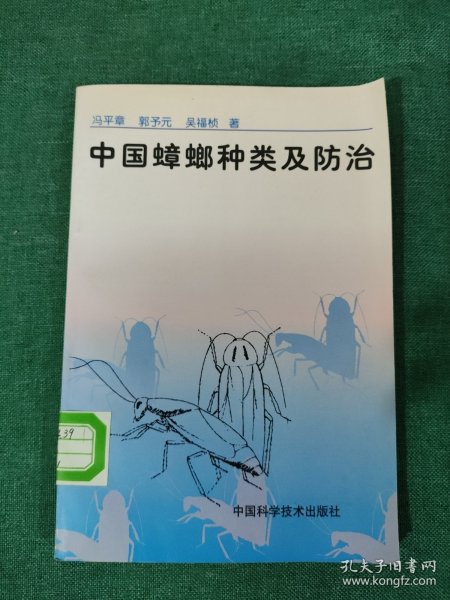 冯平章 郭予元 吴福桢 著
中国蟑螂种类及防治
中国科学技术出版社
孔夫子旧书网
www.kongfz.com